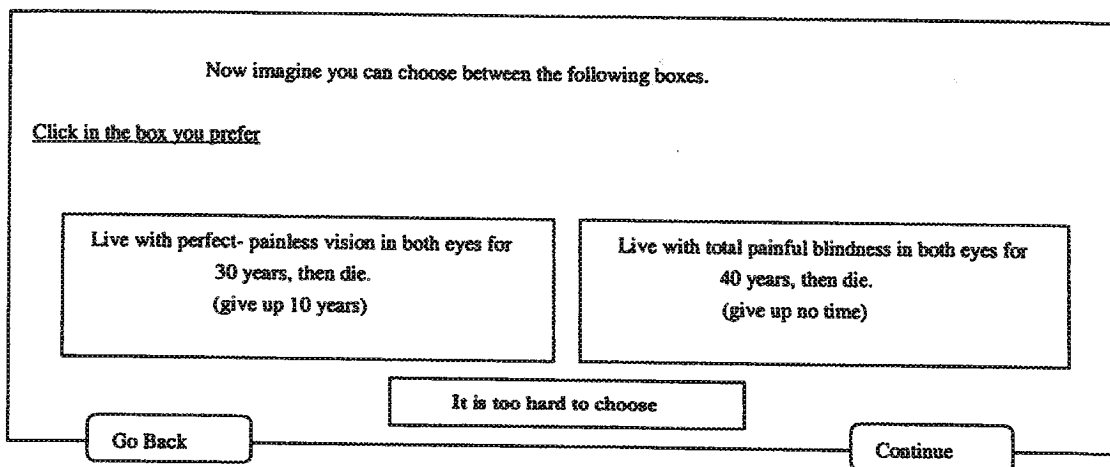 Now imagine you can choose between the following boxes.
Click in the box you prefer
Live with perfect- painless vision in both eyes for
30 years, then die.
(give up 10 years)
Live with total painful blindness in both eyes for
40 years, then die.
(give up no time)
It is too hard to choose
Go Back
Continue